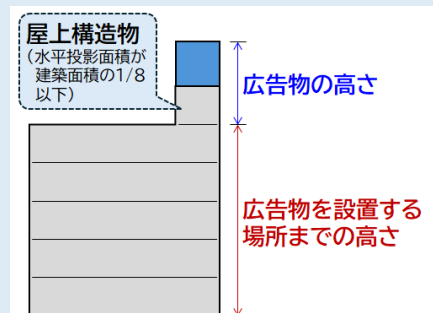 屋上構造物
（水平投影面積が
建築面積の1/8
以下）
広告物の高さ
広告物を設置する
場所までの高さ